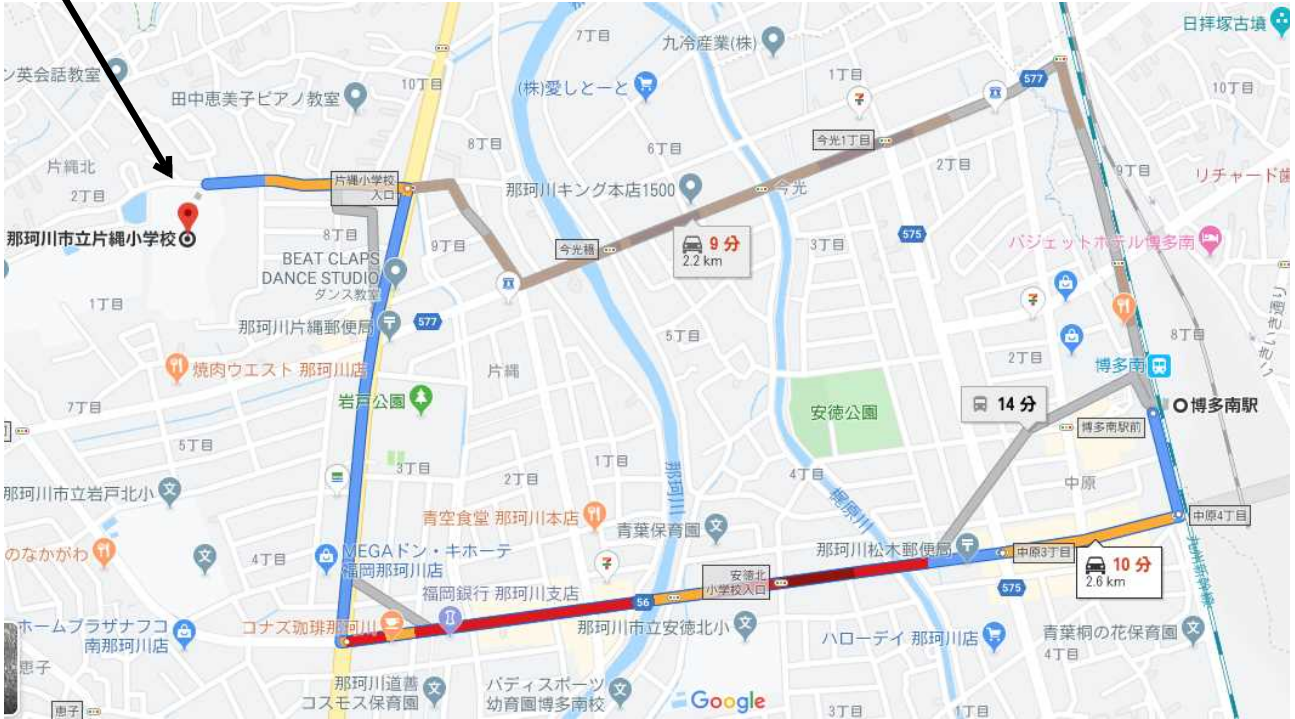 7丁目
九冷産業(株)
日拝塚古墳
ン英会話教室
10丁目
(株)愛しとーと
1丁目
577
田中恵美子ピアノ教室
10丁目
8丁目
6丁目
今光1丁目
2丁目
9丁目
片縄北
2丁目
片縄小学校
入口
那珂川キング本店1500
今光
リチャード歯
那珂川市立片縄小学校
8丁目
9丁目
今光橋
9 分
2.2 km
3丁目
575
バジェットホテル博多南
BEAT CLAPS
DANCE STUDIO
ダンス教室
1丁目
那珂川片縄郵便局
577
5丁目
8丁目
いきいき通り
焼肉ウエスト 那珂川店
片縄
2丁目
博多南
岩戸公園
安徳公園
14 分
博多南駅
7丁目
博多南駅前
5丁目
3丁目
1丁目
那珂川
4丁目
中原
那珂川市立岩戸北小
2丁目
梶原川
青空食堂 那珂川本店
青葉保育園
中原4丁目
のなかがわ
4丁目
MEGAドン・キホーテ
福岡那珂川店
那珂川松木郵便局
中原3丁目
10 分
2.6 km
安徳北
小学校入口
575
福岡銀行 那珂川支店
56
ホームプラザナフコ
南那珂川店
コナズ珈琲那珂川
那珂川市立安徳北小
ハローデイ 那珂川店
青葉桐の花保育園
4丁目
恵子
那珂川道善
コスモス保育園
バディスポーツ
幼育園博多南校
Google
恵子
3丁目
1丁目